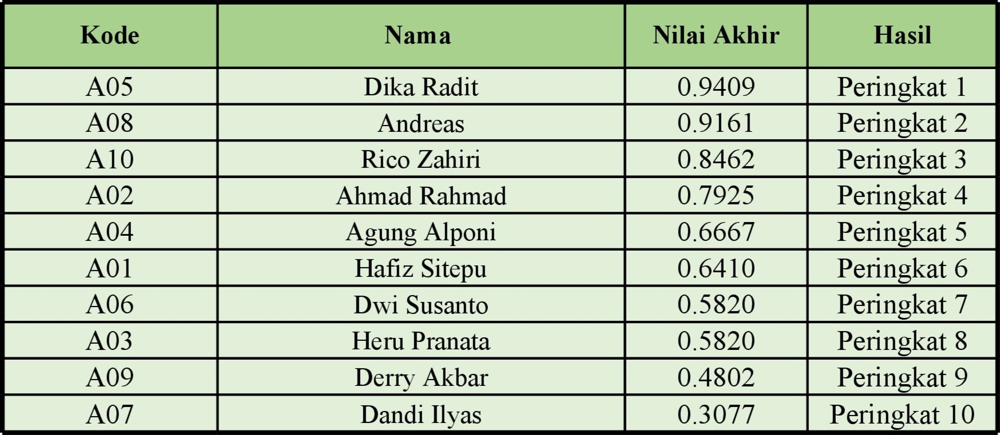 Kode Nama Nilai Akhir Hasil
A05 Dika Radit 0.9409 Peringkat 1
A08 Andreas 0.9161 Peringkat 2
A10 Rico Zahiri 0.8462 Peringkat 3
A02 Ahmad Rahmad 0.7925 Peringkat 4
A04 Agung Alponi 0.6667 Peringkat 5
A01 Hafiz Sitepu 0.6410 Peringkat 6
A06 Dwi Susanto 0.5820 Peringkat 7
A03 Heru Pranata 0.5820 Peringkat 8
A09 Derry Akbar 0.4802 Peringkat 9
A07 Dandi Ilyas 0.3077 Peringkat 10